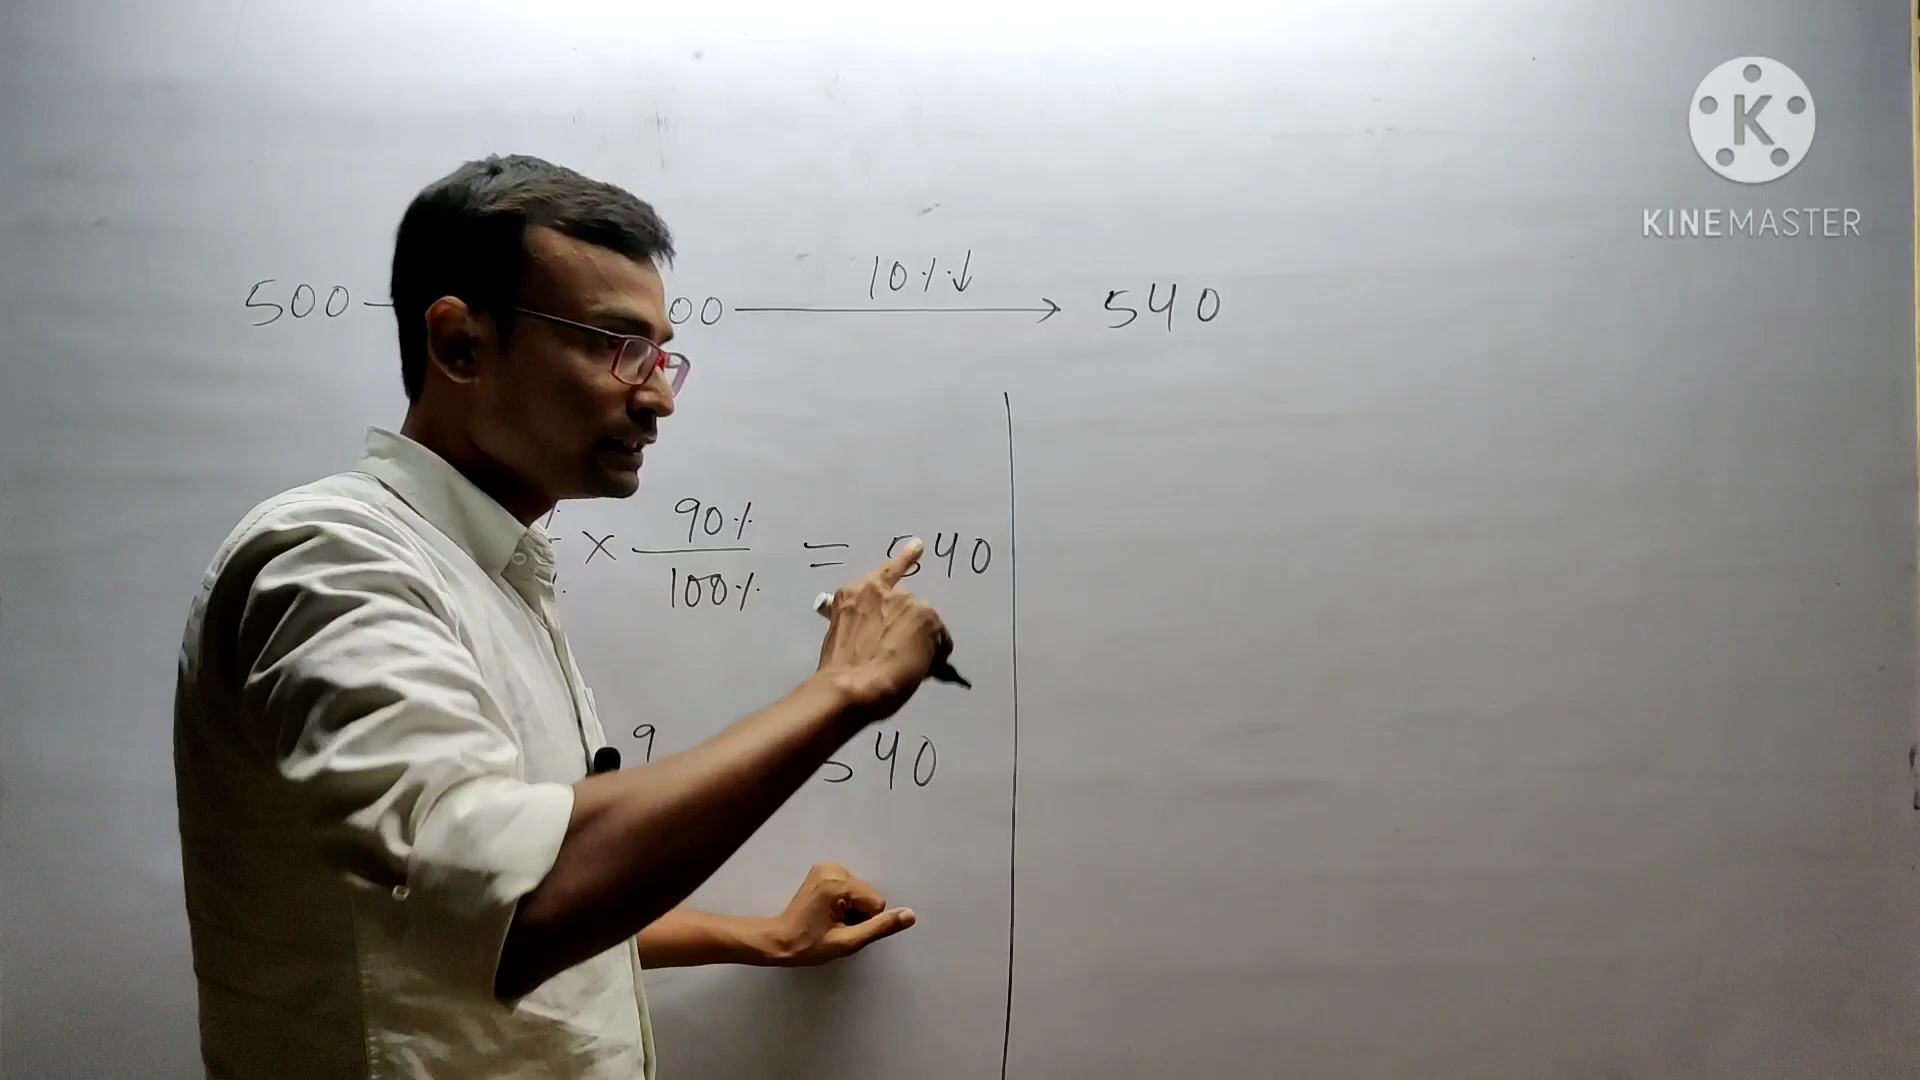 K
KINEMASTER
10%↓
500 — 00 ⟶ 540
× 90% = 540
100%
9 540